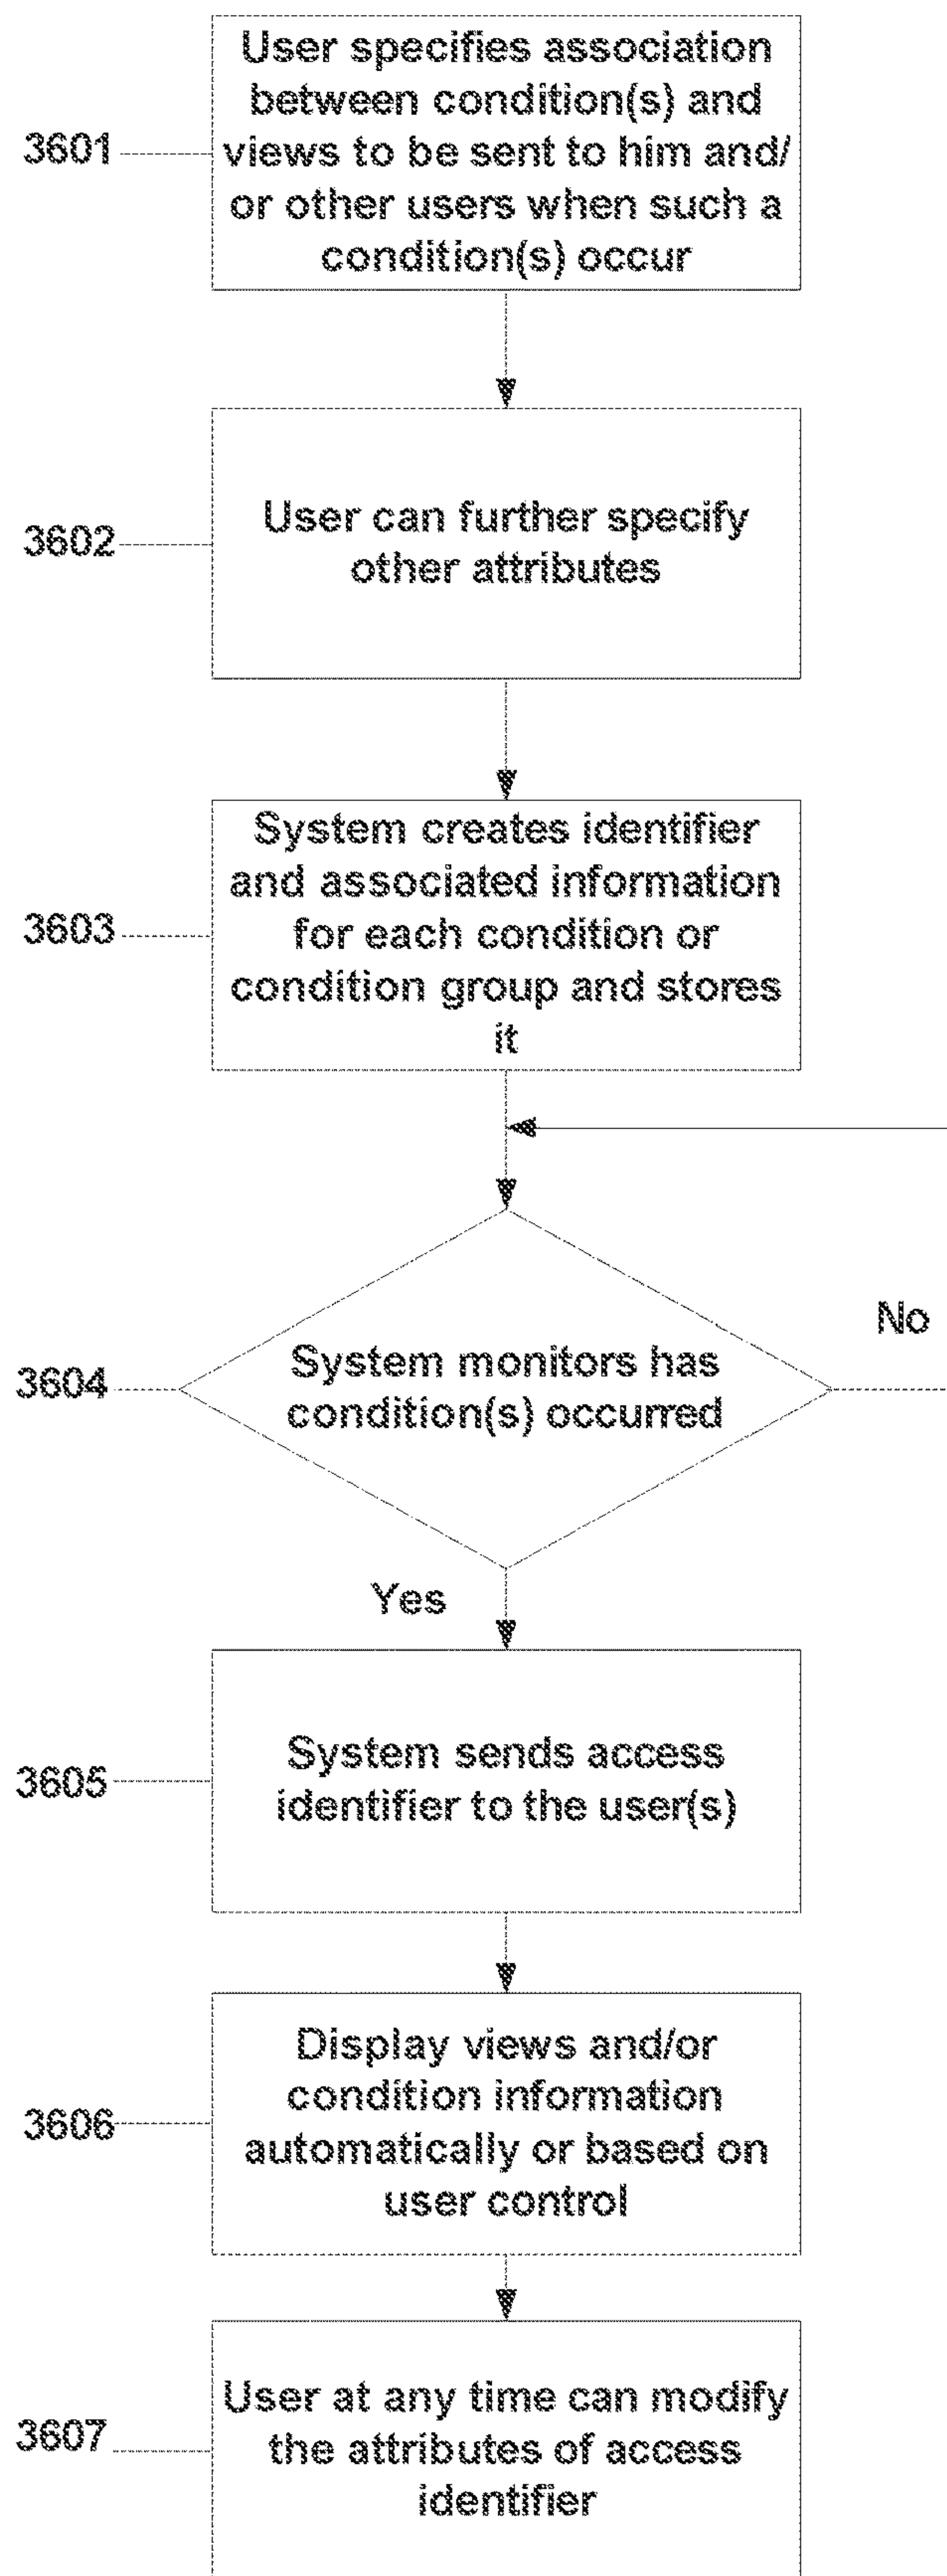 User specifies association
between condition(s) and
3601
views to be sent to him and/
or other users when such a
condition(s) occur
3602
User can further specify
other attributes
System creates identifier
and associated information
3603
for each condition or
condition group and stores
it
No
3604
System monitors has
condition(s) occurred
Yes
3605
System sends access
identifier to the user(s)
Display views and/or
condition information
3606
automatically or based on
user control
User at any time can modify
3607
the attributes of access
identifier